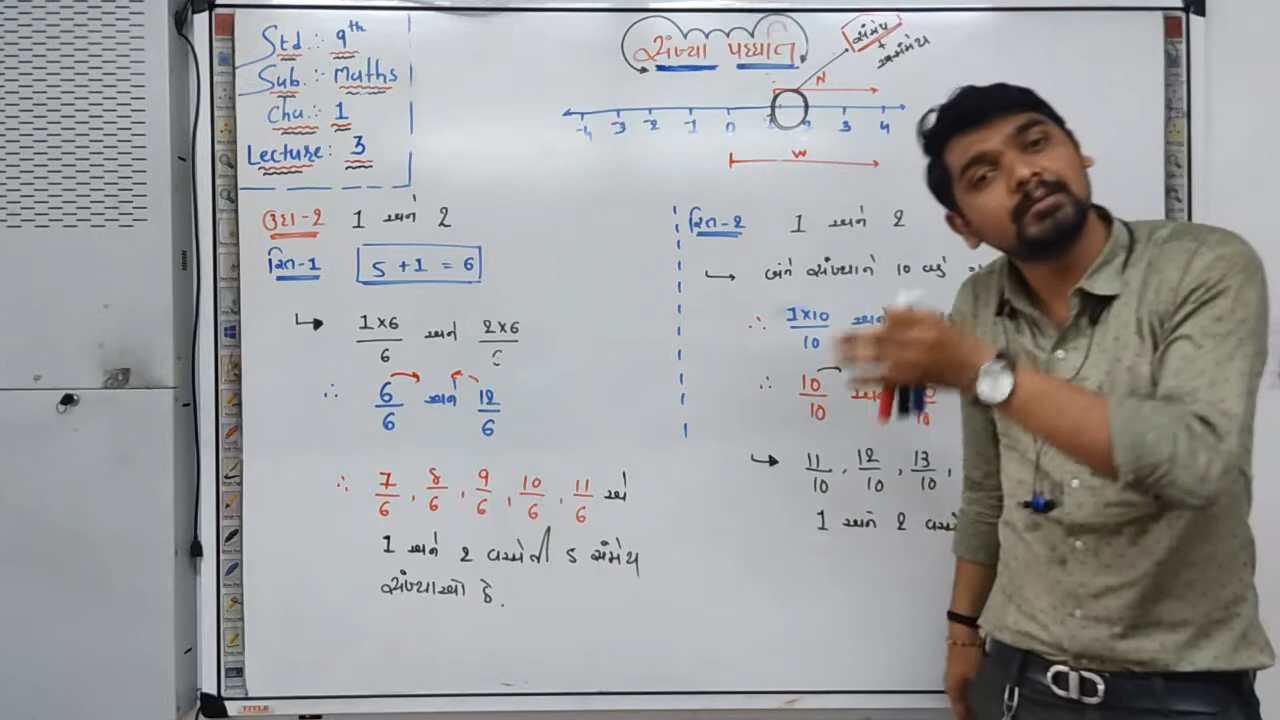 Std :- 9th
Sub :- Maths
Cha : 1
Lecture : 3
સંખ્યા પધ્ધતિ
સંમેય
+
અસંમેય
N
-4 -3 -2 -1 0 1 2 3 4
W
ઉદા-2 1 અને 2
રિત-1 5 + 1 = 6
1×6/6 અને 2×6/6
∴ 6/6 અને 12/6
∴ 7/6 , 8/6 , 9/6 , 10/6 , 11/6 એ
1 અને 2 વચ્ચેની 5 સંમેય
સંખ્યાઓ છે.
રિત-2 1 અને 2
બંને સંખ્યાને 10 વડે
∴ 1×10/10 અને
∴ 10/10 અને
11/10 , 12/10 , 13/10 ,
1 અને 2 વચ્ચે
TITLE